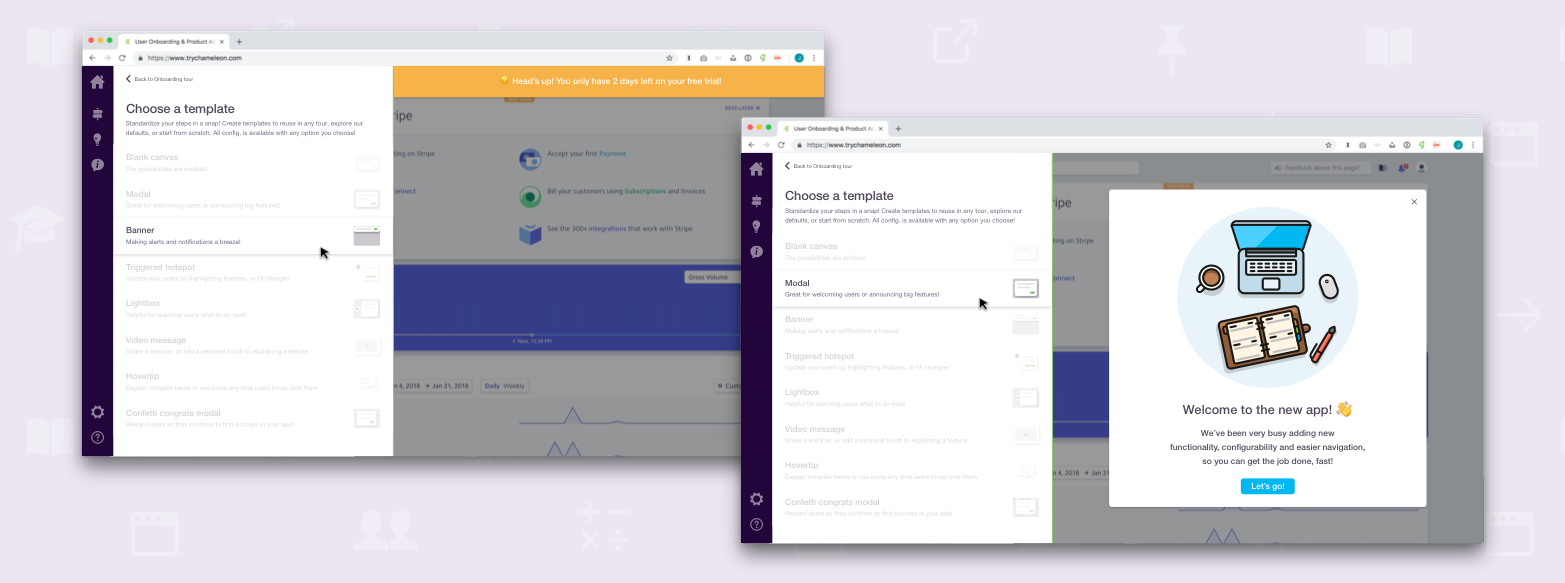 User Onboarding & Product A
https://www.trychameleon.com
Back to Onboarding tour
Choose a template
Standardize your steps in a snap! Create templates to reuse in any tour, explore our
defaults, or start from scratch. All config. is available with any option you choose!
Blank canvas
The possibilities are endless!
Modal
Great for welcoming users or announcing big features!
Banner
Making alerts and notifications a breeze!
Triggered hotspot
Update your users by highlighting features, or UI changes
Lightbox
Helpful for teaching users what to do next!
Video message
Share a webinar, or add a personal touch to explaining a feature
Hovertip
Explain complex terms or nav icons any time users hover over them
Confetti congrats modal
Reward users as they continue to find success in your app!
Head's up! You only have 2 days left on your free trial!
READ LATER ✕
ripe
ting on Stripe
Accept your first Payment
onnect
Bill your customers using Subscriptions and Invoices
See the 300+ integrations that work with Stripe
Gross Volume
Now, 12:58 PM
n 4, 2018 → Jan 31, 2018
Daily Weekly
Custo
User Onboarding & Product A
https://www.trychameleon.com
Back to Onboarding tour
Choose a template
Standardize your steps in a snap! Create templates to reuse in any tour, explore our
defaults, or start from scratch. All config. is available with any option you choose!
Blank canvas
The possibilities are endless!
Modal
Great for welcoming users or announcing big features!
Banner
Making alerts and notifications a breeze!
Triggered hotspot
Update your users by highlighting features, or UI changes
Lightbox
Helpful for teaching users what to do next!
Video message
Share a webinar, or add a personal touch to explaining a feature
Hovertip
Explain complex terms or nav icons any time users hover over them
Confetti congrats modal
Reward users as they continue to find success in your app!
Feedback about this page?
ripe
ting on Stripe
onnect
n 4, 2018 → Jan 31
Welcome to the new app! 👋
We've been very busy adding new
functionality, configurability and easier navigation,
so you can get the job done, fast!
Let's go!